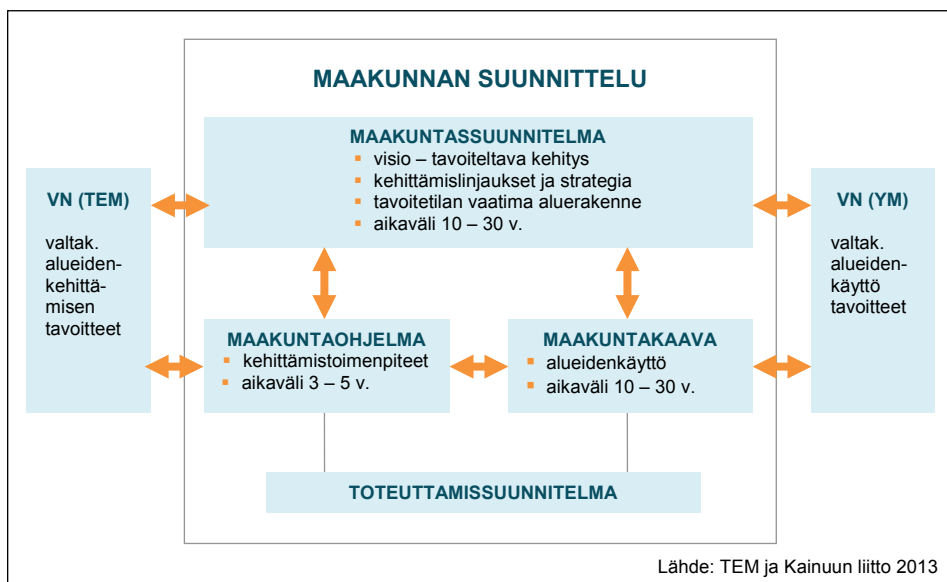 MAAKUNNAN SUUNNITTELU
MAAKUNTASSUUNNITELMA
▪ visio – tavoiteltava kehitys
▪ kehittämislinjaukset ja strategia
▪ tavoitetilan vaatima aluerakenne
▪ aikaväli 10 – 30 v.
VN (TEM)
valtak.
alueiden-
kehittä-
misen
tavoitteet
VN (YM)
valtak.
alueiden-
käyttö
tavoitteet
MAAKUNTAOHJELMA
▪ kehittämistoimenpiteet
▪ aikaväli 3 – 5 v.
MAAKUNTAKAAVA
▪ alueidenkäyttö
▪ aikaväli 10 – 30 v.
TOTEUTTAMISSUUNNITELMA
Lähde: TEM ja Kainuun liitto 2013